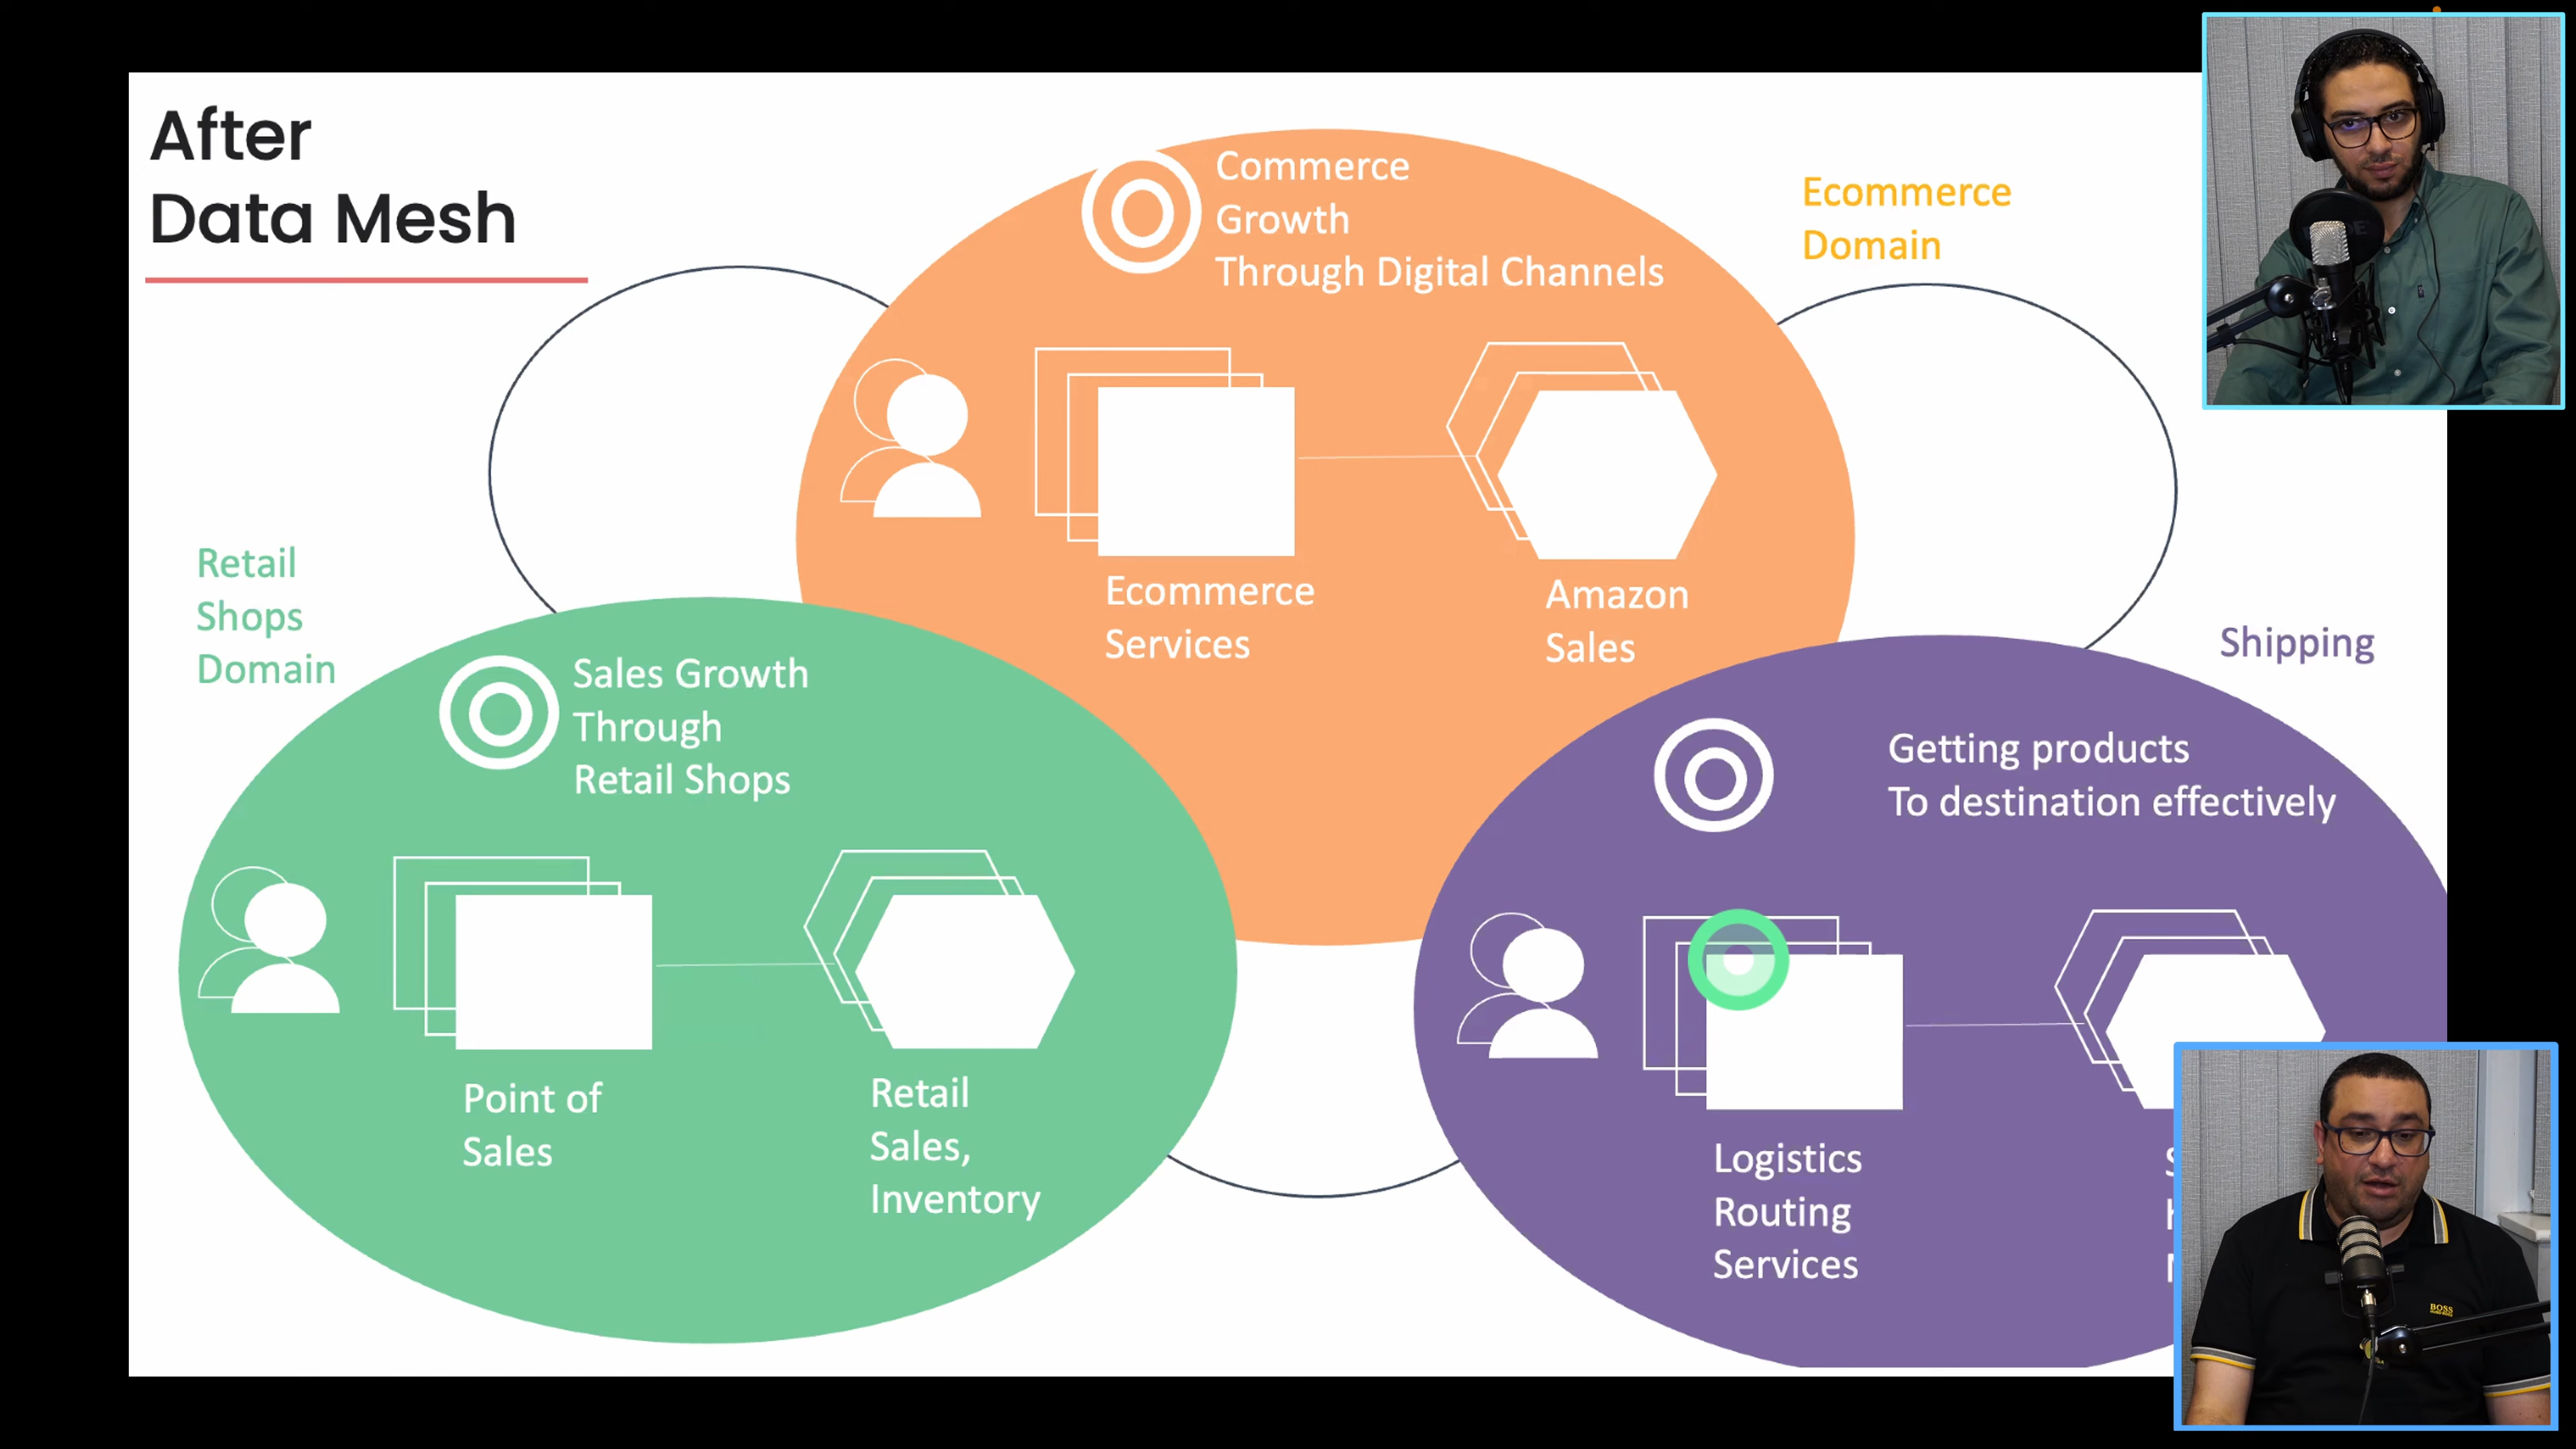 After
Data Mesh
Commerce
Growth
Through Digital Channels
Ecommerce
Domain
Ecommerce
Services
Amazon
Sales
Retail
Shops
Domain
Sales Growth
Through
Retail Shops
Point of
Sales
Retail
Sales,
Inventory
Shipping
Getting products
To destination effectively
Logistics
Routing
Services
BOSS